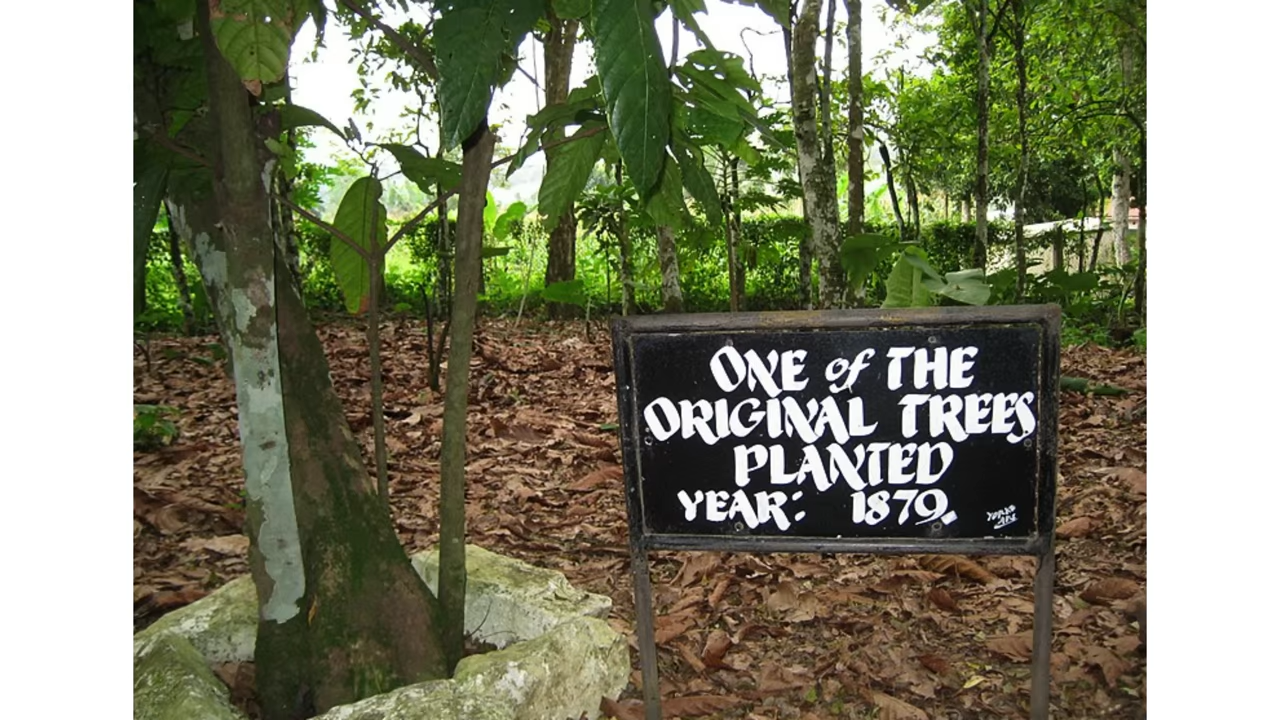 ONE of THE
ORIGINAL TREES
PLANTED
YEAR: 1879.